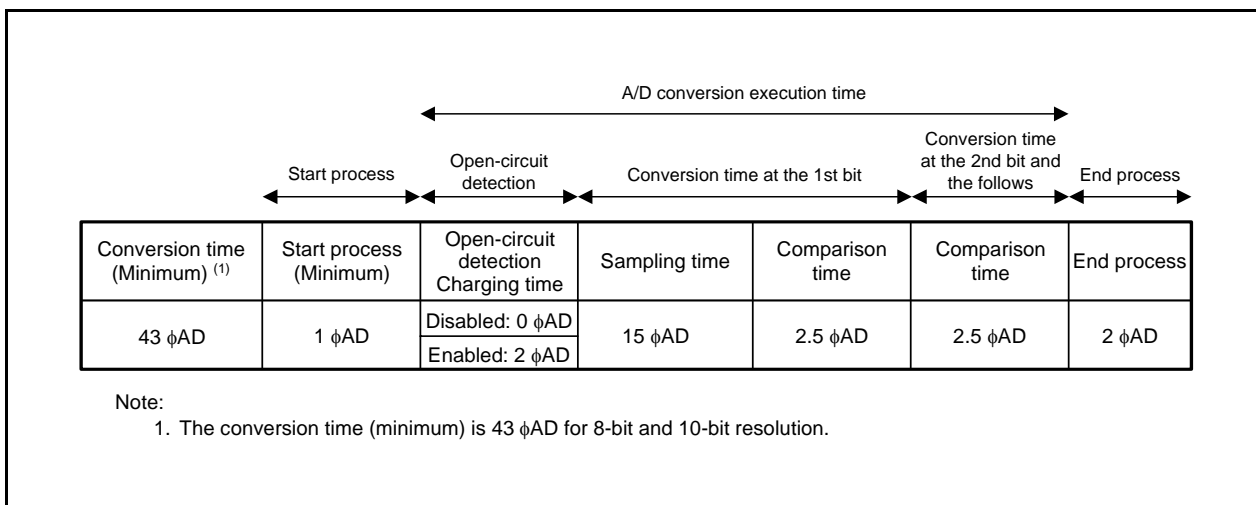 A/D conversion execution time
Start process
Open-circuit
detection
Conversion time at the 1st bit
Conversion time
at the 2nd bit and
the follows
End process
Conversion time
(Minimum) (1)
Start process
(Minimum)
Open-circuit
detection
Charging time
Sampling time
Comparison
time
Comparison
time
End process
43 ϕAD
1 ϕAD
Disabled: 0 ϕAD
Enabled: 2 ϕAD
15 ϕAD
2.5 ϕAD
2.5 ϕAD
2 ϕAD
Note:
1. The conversion time (minimum) is 43 ϕAD for 8-bit and 10-bit resolution.